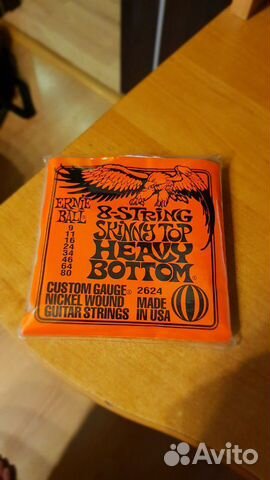 ERNIE
BALL
8-STRING
SKINNY TOP
HEAVY
BOTTOM
9
11
16
24
34
46
64
80
CUSTOM GAUGE® 2624
NICKEL WOUND MADE
GUITAR STRINGS IN USA
Avito